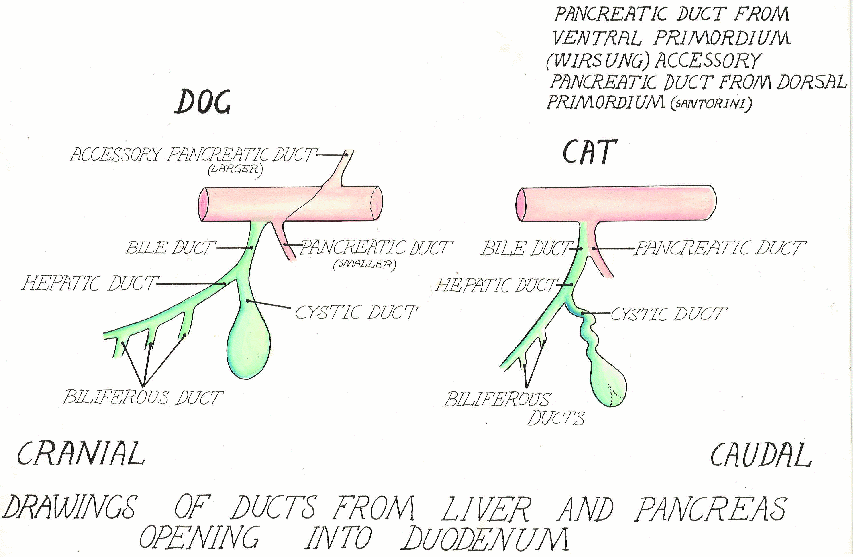 PANCREATIC DUCT FROM
VENTRAL PRIMORDIUM
(WIRSUNG) ACCESSORY
PANCREATIC DUCT FROM DORSAL
PRIMORDIUM (SANTORINI)
DOG
ACCESSORY PANCREATIC DUCT
(LARGER)
BILE DUCT
PANCREATIC DUCT
(SMALLER)
HEPATIC DUCT
CYSTIC DUCT
BILIFEROUS DUCT
CAT
BILE DUCT
PANCREATIC DUCT
HEPATIC DUCT
CYSTIC DUCT
BILIFEROUS
DUCTS
CRANIAL
CAUDAL
DRAWINGS OF DUCTS FROM LIVER AND PANCREAS
OPENING INTO DUODENUM